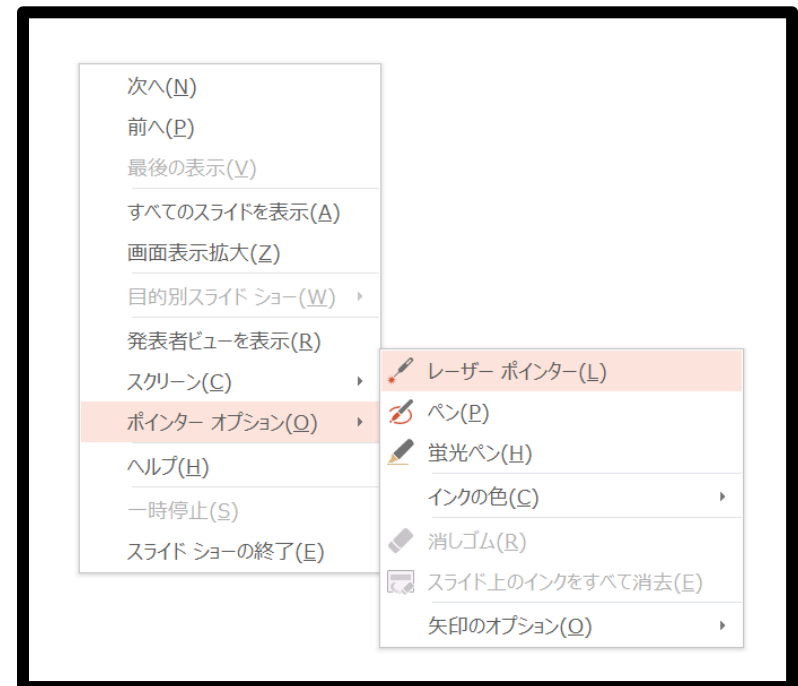 次へ(N)
前へ(P)
最後の表示(V)
すべてのスライドを表示(A)
画面表示拡大(Z)
目的別スライド ショー(W)
発表者ビューを表示(R)
スクリーン(C)
ポインター オプション(O)
ヘルプ(H)
一時停止(S)
スライド ショーの終了(E)
レーザー ポインター(L)
ペン(P)
蛍光ペン(H)
インクの色(C)
消しゴム(R)
スライド上のインクをすべて消去(E)
矢印のオプション(O)